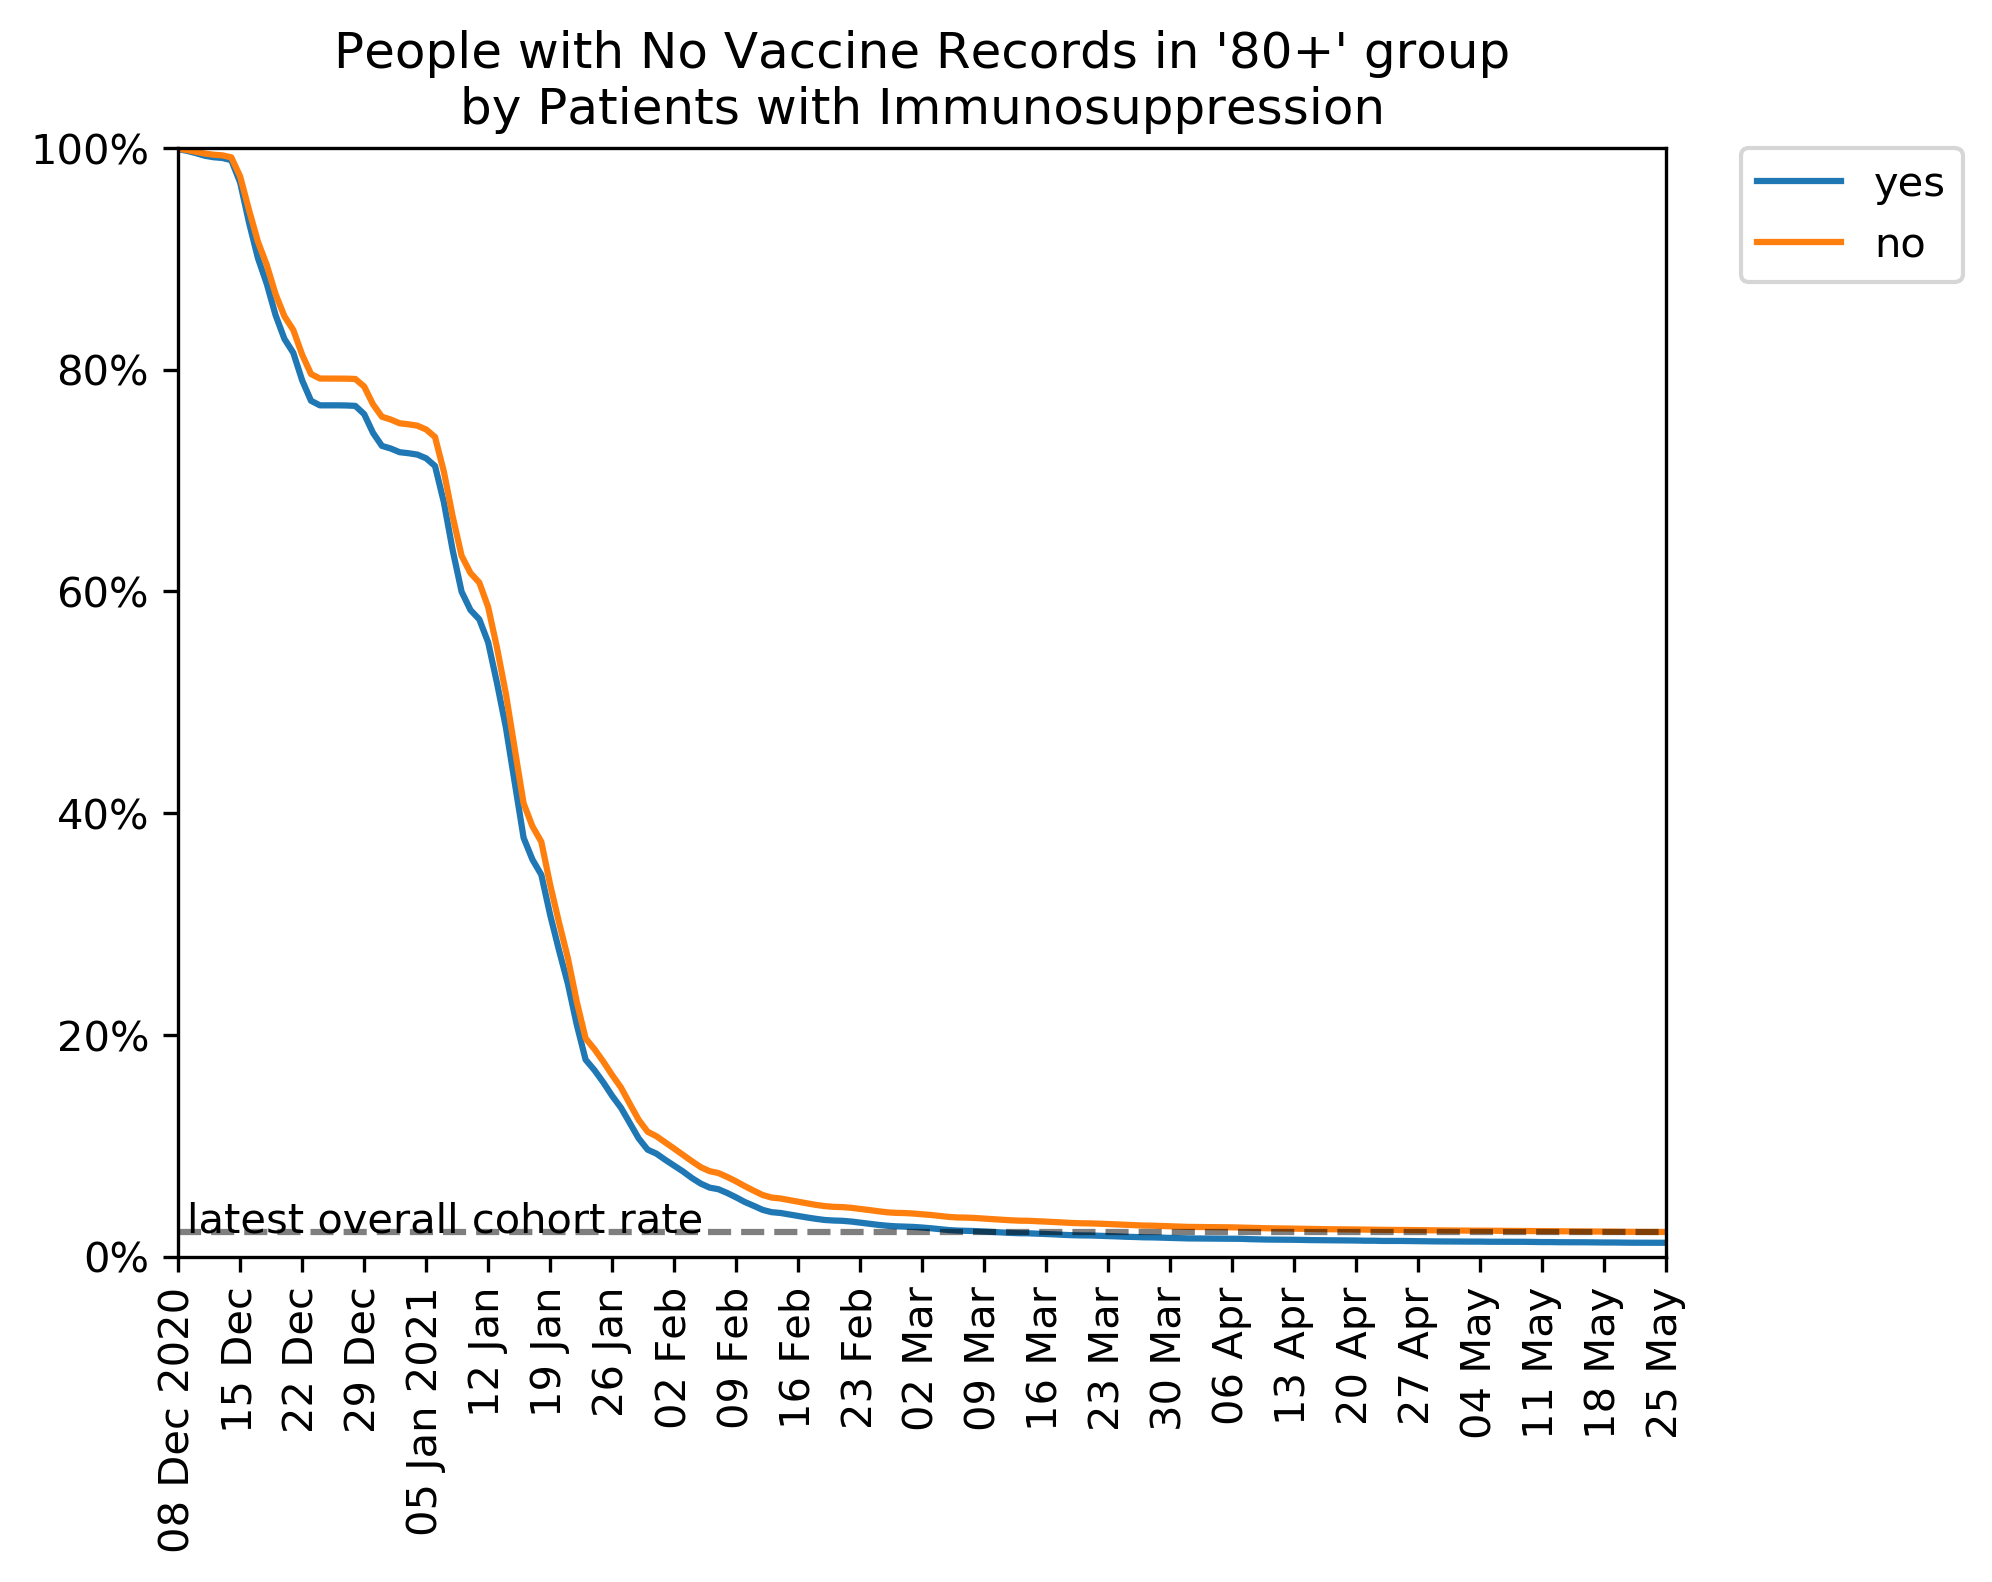 People with No Vaccine Records in '80+' group
by Patients with Immunosuppression
100%
80%
60%
40%
20%
0%
yes
no
latest overall cohort rate
08 Dec 2020
15 Dec
22 Dec
29 Dec
05 Jan 2021
12 Jan
19 Jan
26 Jan
02 Feb
09 Feb
16 Feb
23 Feb
02 Mar
09 Mar
16 Mar
23 Mar
30 Mar
06 Apr
13 Apr
20 Apr
27 Apr
04 May
11 May
18 May
25 May